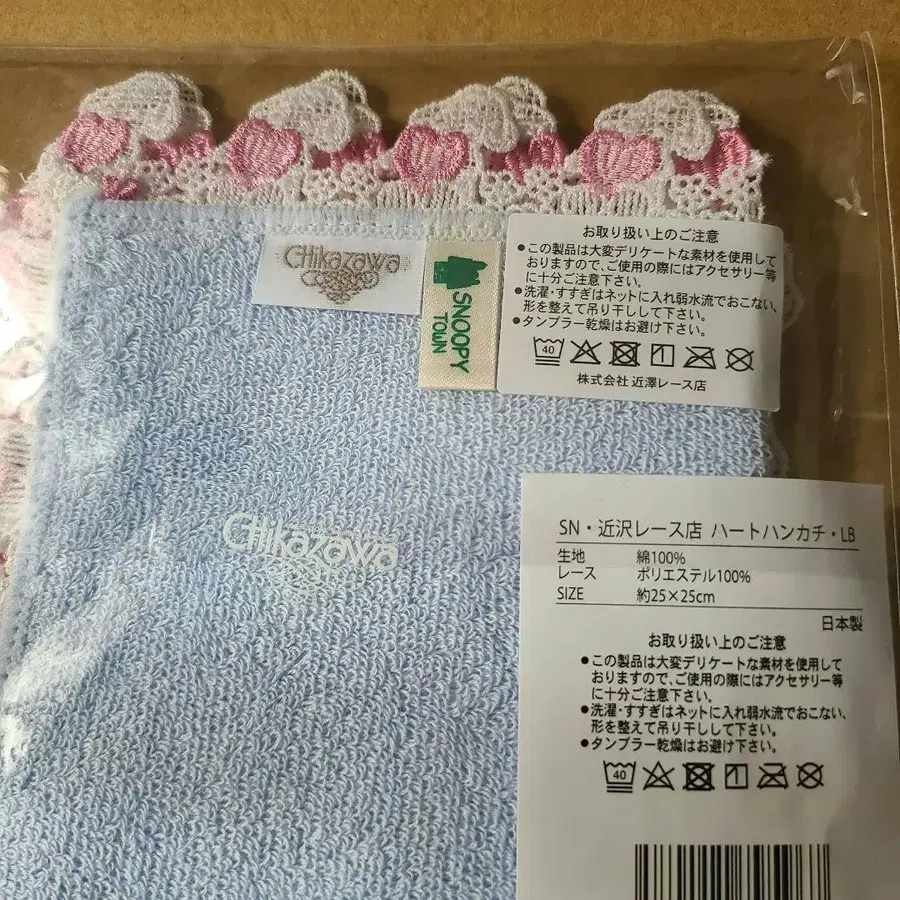 CHikazawa
SNOOPY
TOWN
お取り扱い上のご注意
●この製品は大変デリケートな素材を使用して
おりますので、ご使用の際にはアクセサリー等
に十分ご注意下さい。
●洗濯・すすぎはネットに入れ弱水流でおこない、
形を整えて吊り干しして下さい。
●タンブラー乾燥はお避け下さい。
40
株式会社 近澤レース店
CHikazawa
SN・近沢レース店 ハートハンカチ・LB
生地 綿100%
レース ポリエステル100%
SIZE 約25×25cm
日本製
お取り扱い上のご注意
●この製品は大変デリケートな素材を使用して
おりますので、ご使用の際にはアクセサリー等
に十分ご注意下さい。
●洗濯・すすぎはネットに入れ弱水流でおこない、
形を整えて吊り干しして下さい。
●タンブラー乾燥はお避け下さい。
40